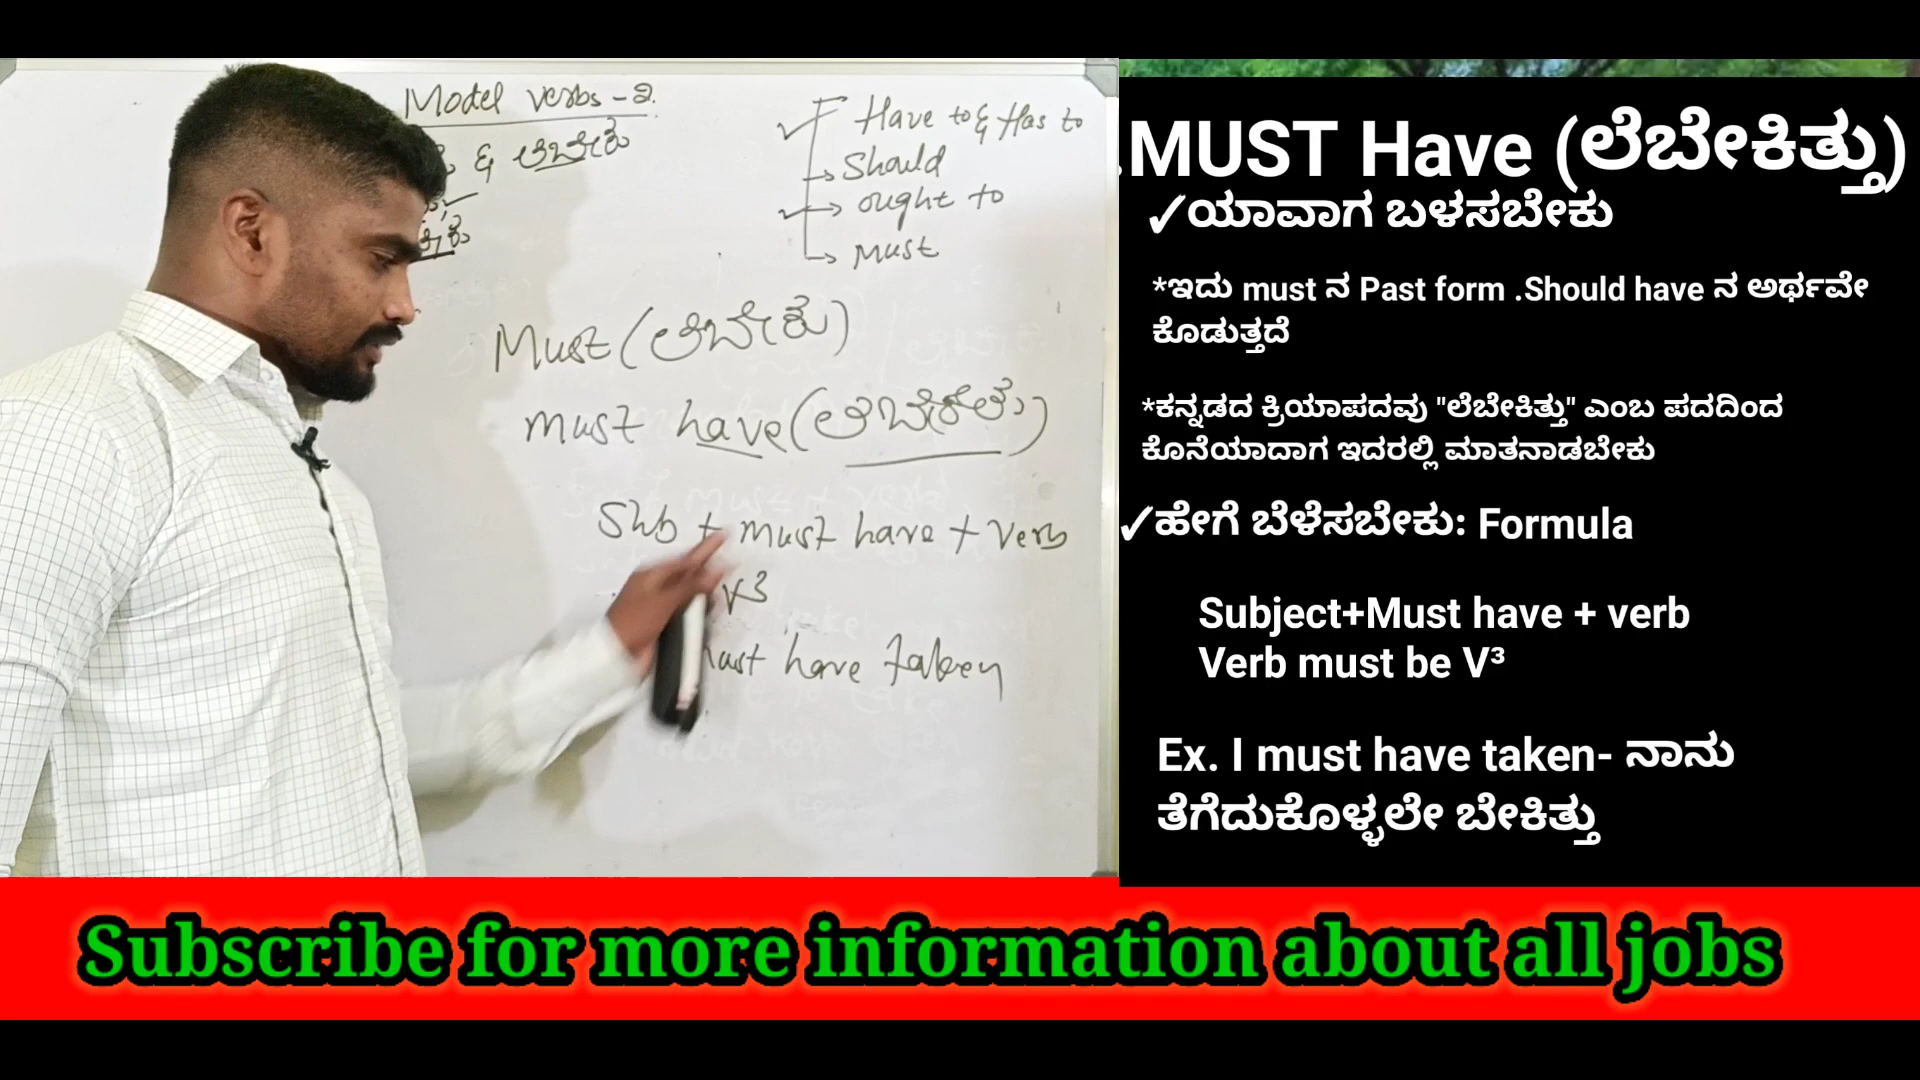 Model verbs - 2.
& ಲಿಬೇಕು
Have to & Has to
Should
ought to
Must
Must (ಲಿಬೇಕು)
must have (
Sub + must have + Verb
V3
must have taken
.MUST Have (ಲೆಬೇಕಿತ್ತು)
✓ಯಾವಾಗ ಬಳಸಬೇಕು
*ಇದು must ನ Past form .Should have ನ ಅರ್ಥವೇ
ಕೊಡುತ್ತದೆ
*ಕನ್ನಡದ ಕ್ರಿಯಾಪದವು "ಲೆಬೇಕಿತ್ತು" ಎಂಬ ಪದದಿಂದ
ಕೊನೆಯಾದಾಗ ಇದರಲ್ಲಿ ಮಾತನಾಡಬೇಕು
✓ಹೇಗೆ ಬೆಳೆಸಬೇಕು: Formula
Subject+Must have + verb
Verb must be V³
Ex. I must have taken- ನಾನು
ತೆಗೆದುಕೊಳ್ಳಲೇ ಬೇಕಿತ್ತು
Subscribe for more information about all jobs